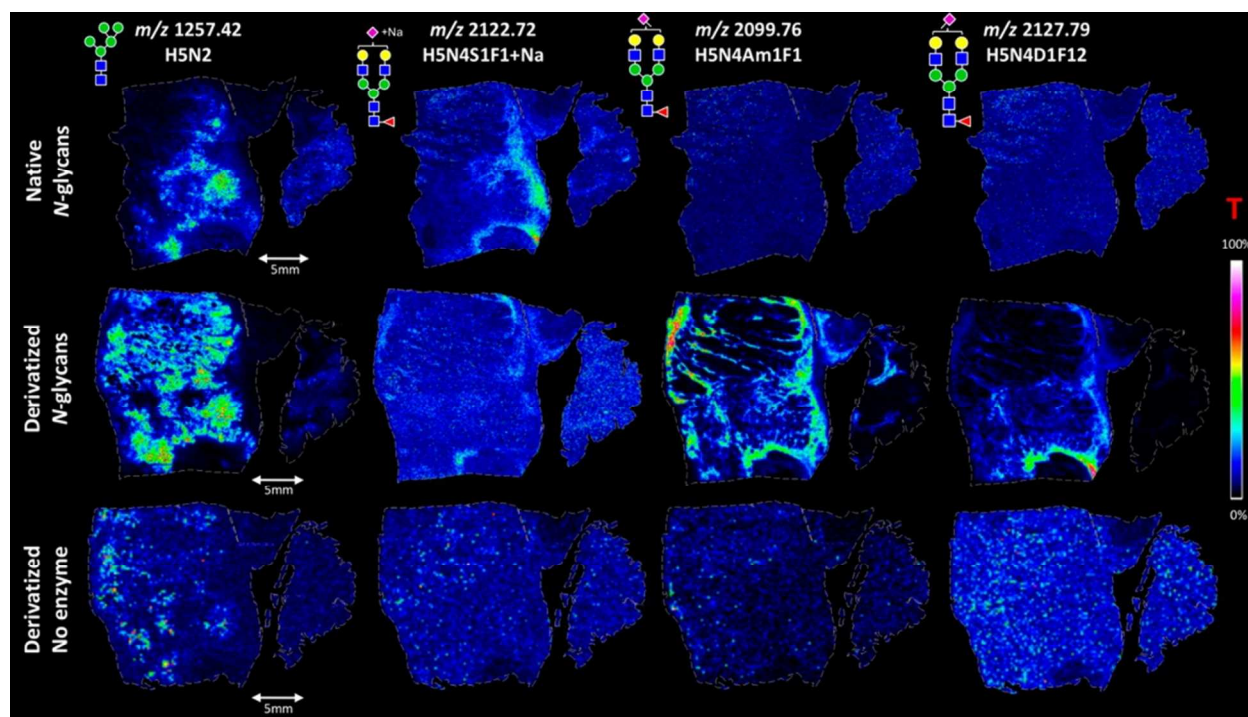 m/z 1257.42
H5N2
+Na
m/z 2122.72
H5N4S1F1+Na
m/z 2099.76
H5N4Am1F1
m/z 2127.79
H5N4D1F12
Native
N-glycans
5mm
T
100%
0%
Derivatized
N-glycans
5mm
Derivatized
No enzyme
5mm